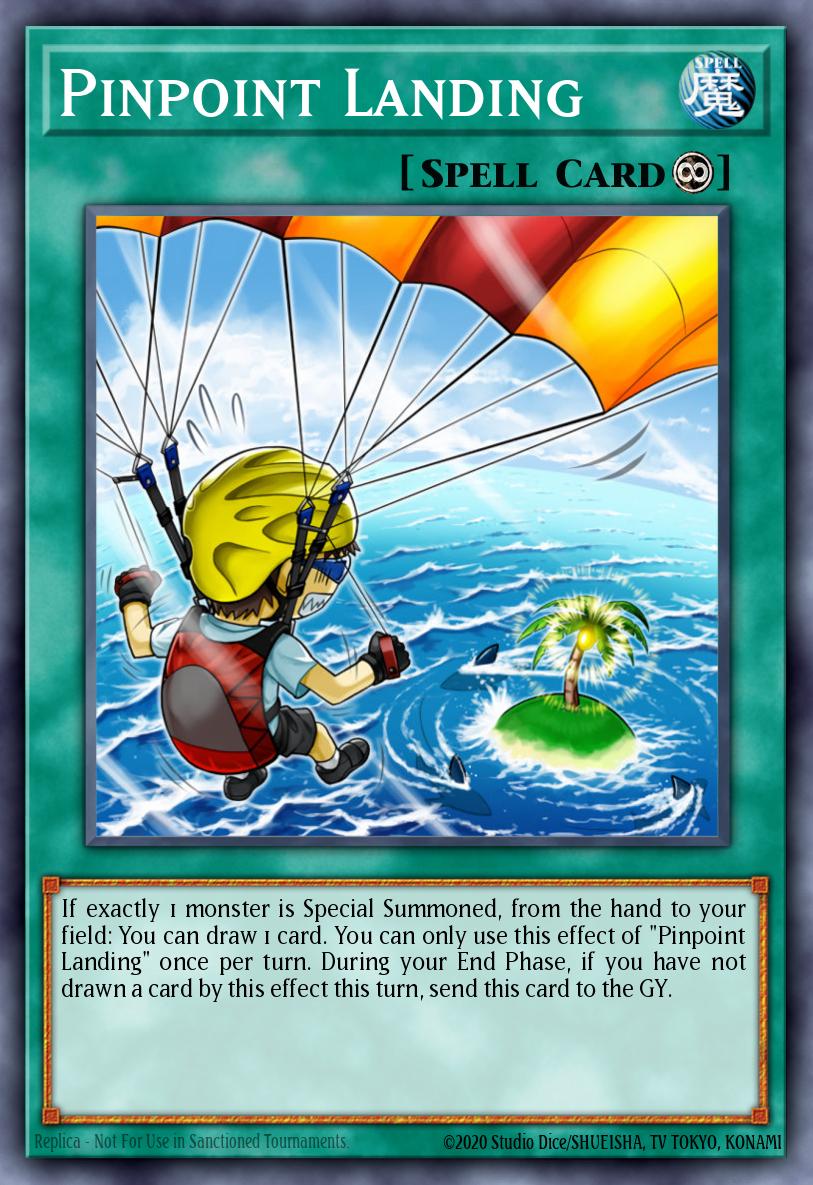 Pinpoint Landing
SPELL
魔
[Spell Card]
If exactly 1 monster is Special Summoned, from the hand to your
field: You can draw 1 card. You can only use this effect of "Pinpoint
Landing" once per turn. During your End Phase, if you have not
drawn a card by this effect this turn, send this card to the GY.
Replica - Not For Use in Sanctioned Tournaments.
©2020 Studio Dice/SHUEISHA, TV TOKYO, KONAMI